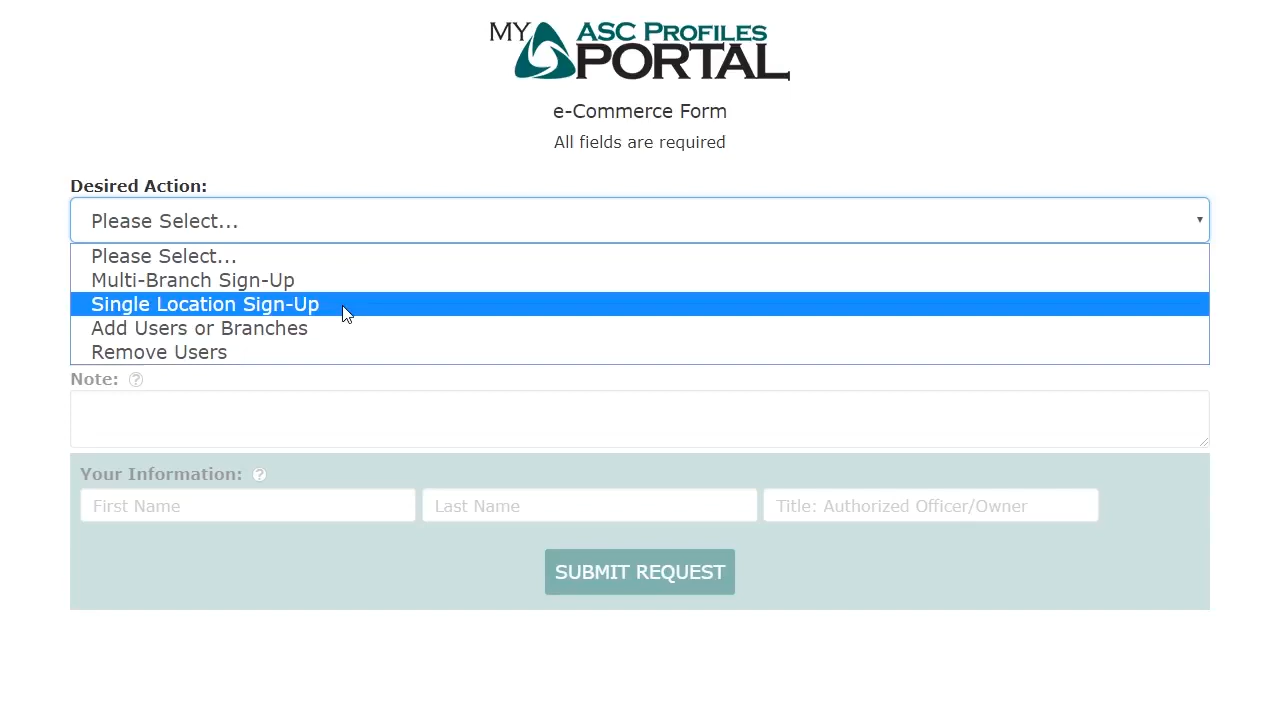 MY ASC PROFILES
PORTAL
e-Commerce Form
All fields are required
Desired Action:
Please Select...
Please Select...
Multi-Branch Sign-Up
Single Location Sign-Up
Add Users or Branches
Remove Users
Note: ?
Your Information: ?
First Name Last Name Title: Authorized Officer/Owner
SUBMIT REQUEST